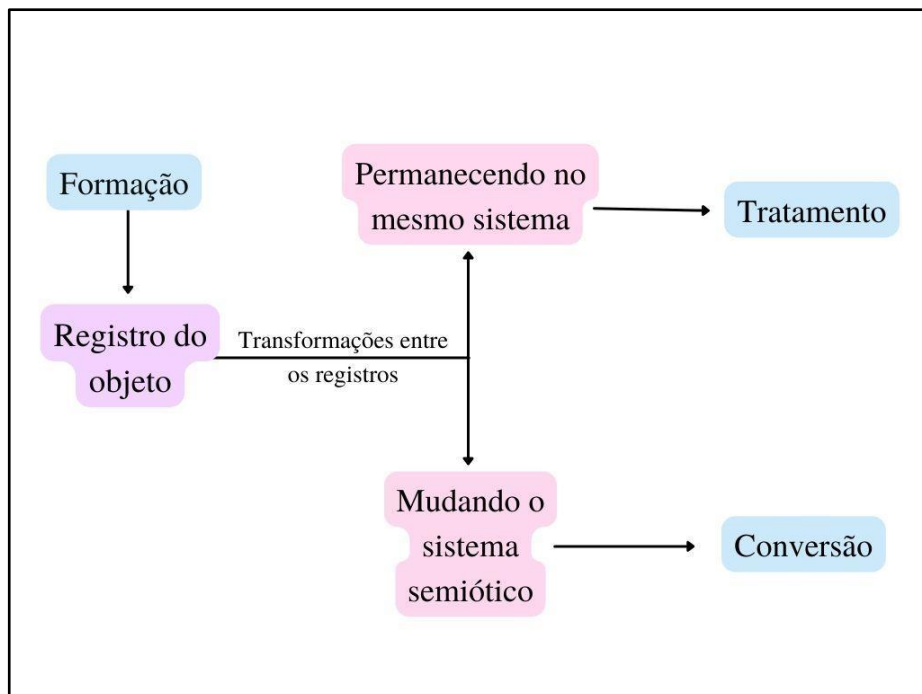 Formação
Registro do
objeto
Transformações entre
os registros
Permanecendo no
mesmo sistema
Tratamento
Mudando o
sistema
semiótico
Conversão